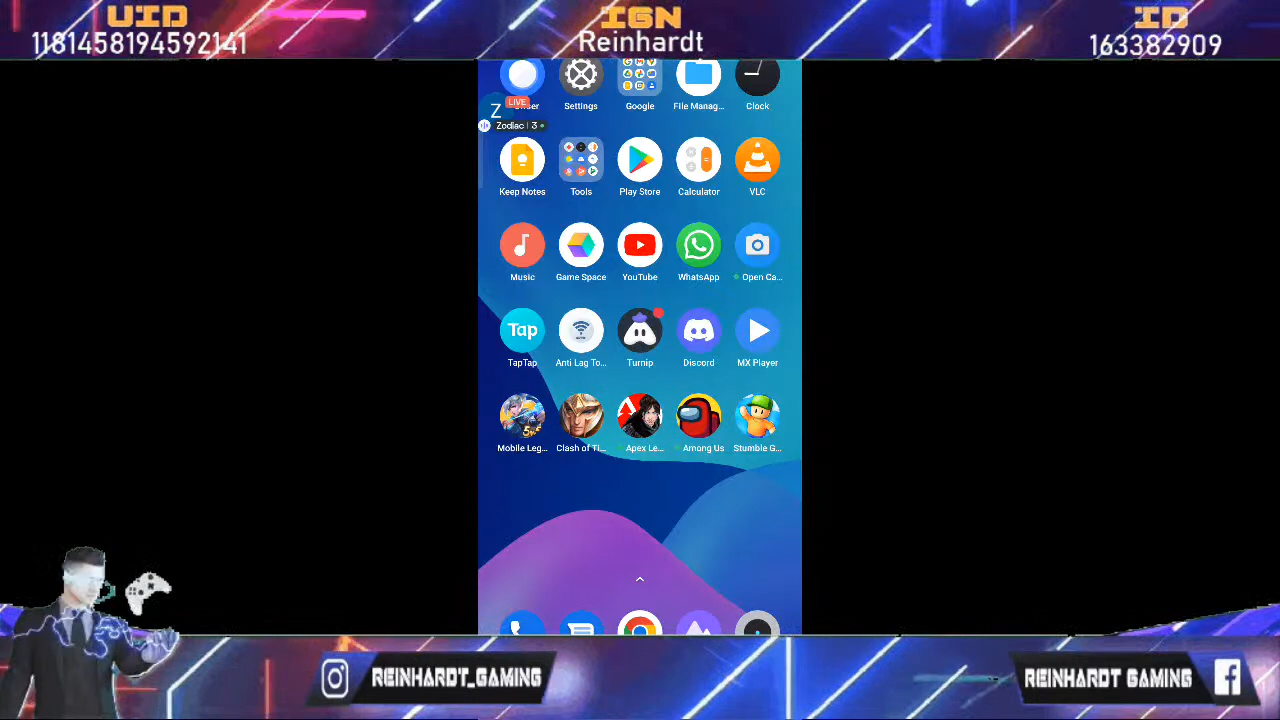 UID
IGN
ID
1181458194592141
Reinhardt
163382909
Settings
Google
File Manag...
Clock
LIVE
Z
Zodiac | 3
Keep Notes
Tools
Play Store
Calculator
VLC
Music
Game Space
YouTube
WhatsApp
Open Ca...
Tap
TapTap
Anti Lag To...
Turnip
Discord
MX Player
Mobile Leg...
Clash of Ti...
Apex Le...
Among Us
Stumble G...
REINHARDT_GAMING
REINHARDT GAMING